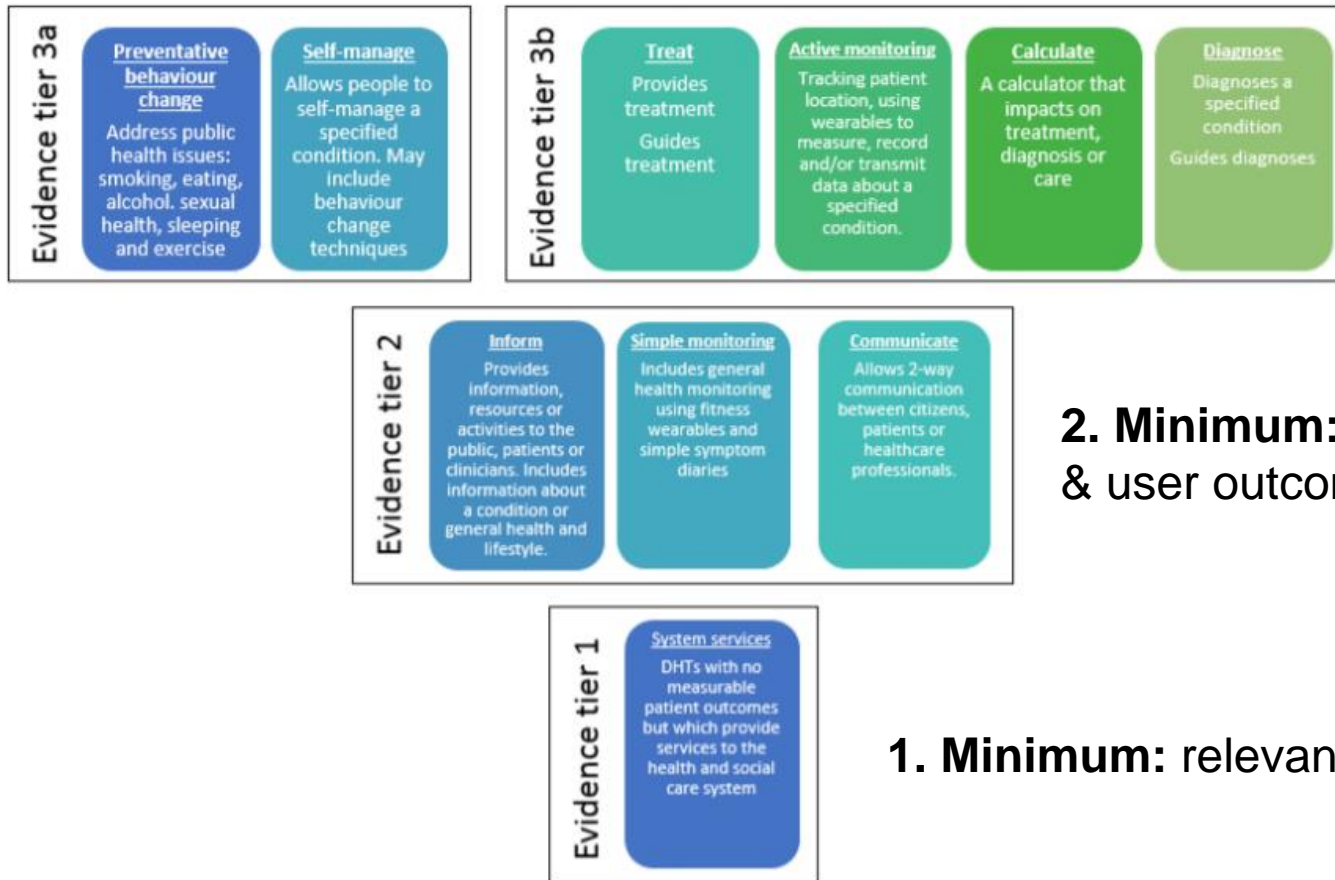 Evidence tier 3a
Preventative
behaviour
change
Address public
health issues:
smoking, eating,
alcohol. sexual
health, sleeping
and exercise
Self-manage
Allows people to
self-manage a
specified
condition. May
include
behaviour
change
techniques
Evidence tier 3b
Treat
Provides
treatment
Guides
treatment
Active monitoring
Tracking patient
location, using
wearables to
measure, record
and/or transmit
data about a
specified
condition.
Calculate
A calculator that
impacts on
treatment,
diagnosis or
care
Diagnose
Diagnoses a
specified
condition
Guides diagnoses
Evidence tier 2
Inform
Provides
information,
resources or
activities to the
public, patients or
clinicians. Includes
information about
a condition or
general health and
lifestyle.
Simple monitoring
Includes general
health monitoring
using fitness
wearables and
simple symptom
diaries
Communicate
Allows 2-way
communication
between citizens,
patients or
healthcare
professionals.
2. Minimum:
& user
Evidence tier 1
System services
DHTs with no
measurable
patient outcomes
but which provide
services to the
health and social
care system
1. Minimum: